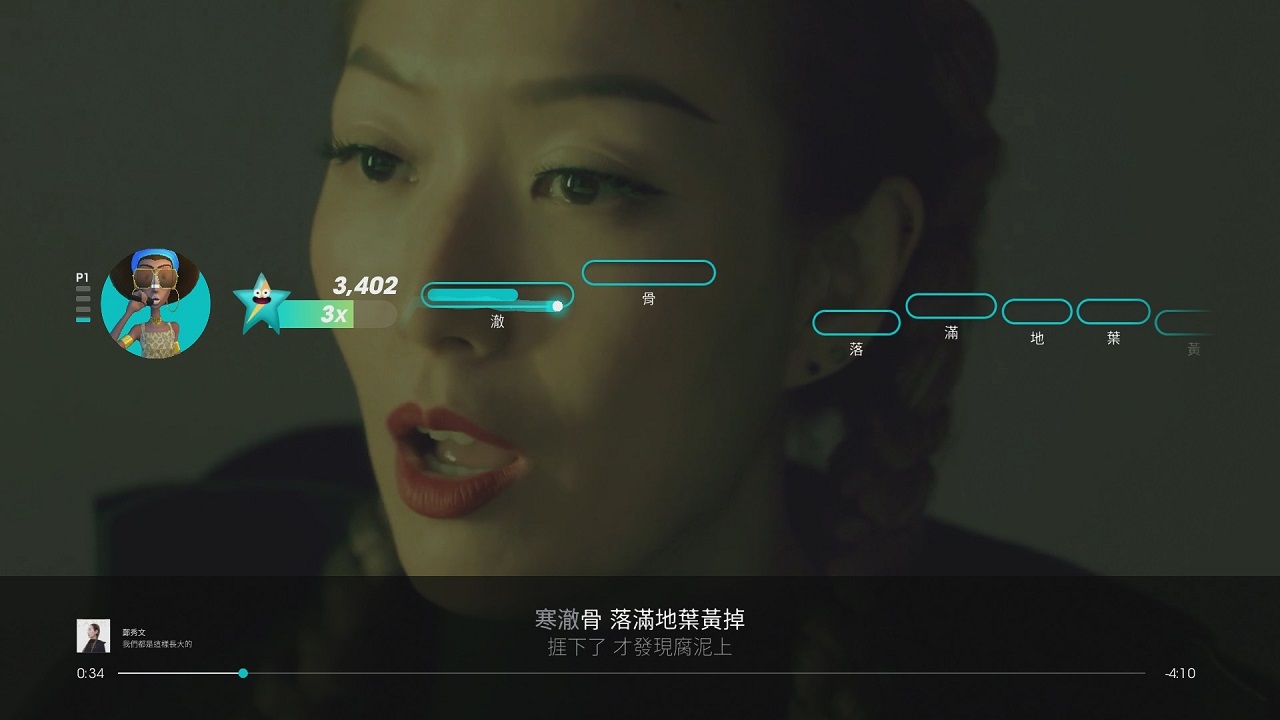 P1
3,402
3x
澈
骨
落
滿
地
葉
黃
寒澈骨 落滿地葉黃掉
捱下了 才發現腐泥上
鄭秀文
我們都是這樣長大的
0:34
-4:10